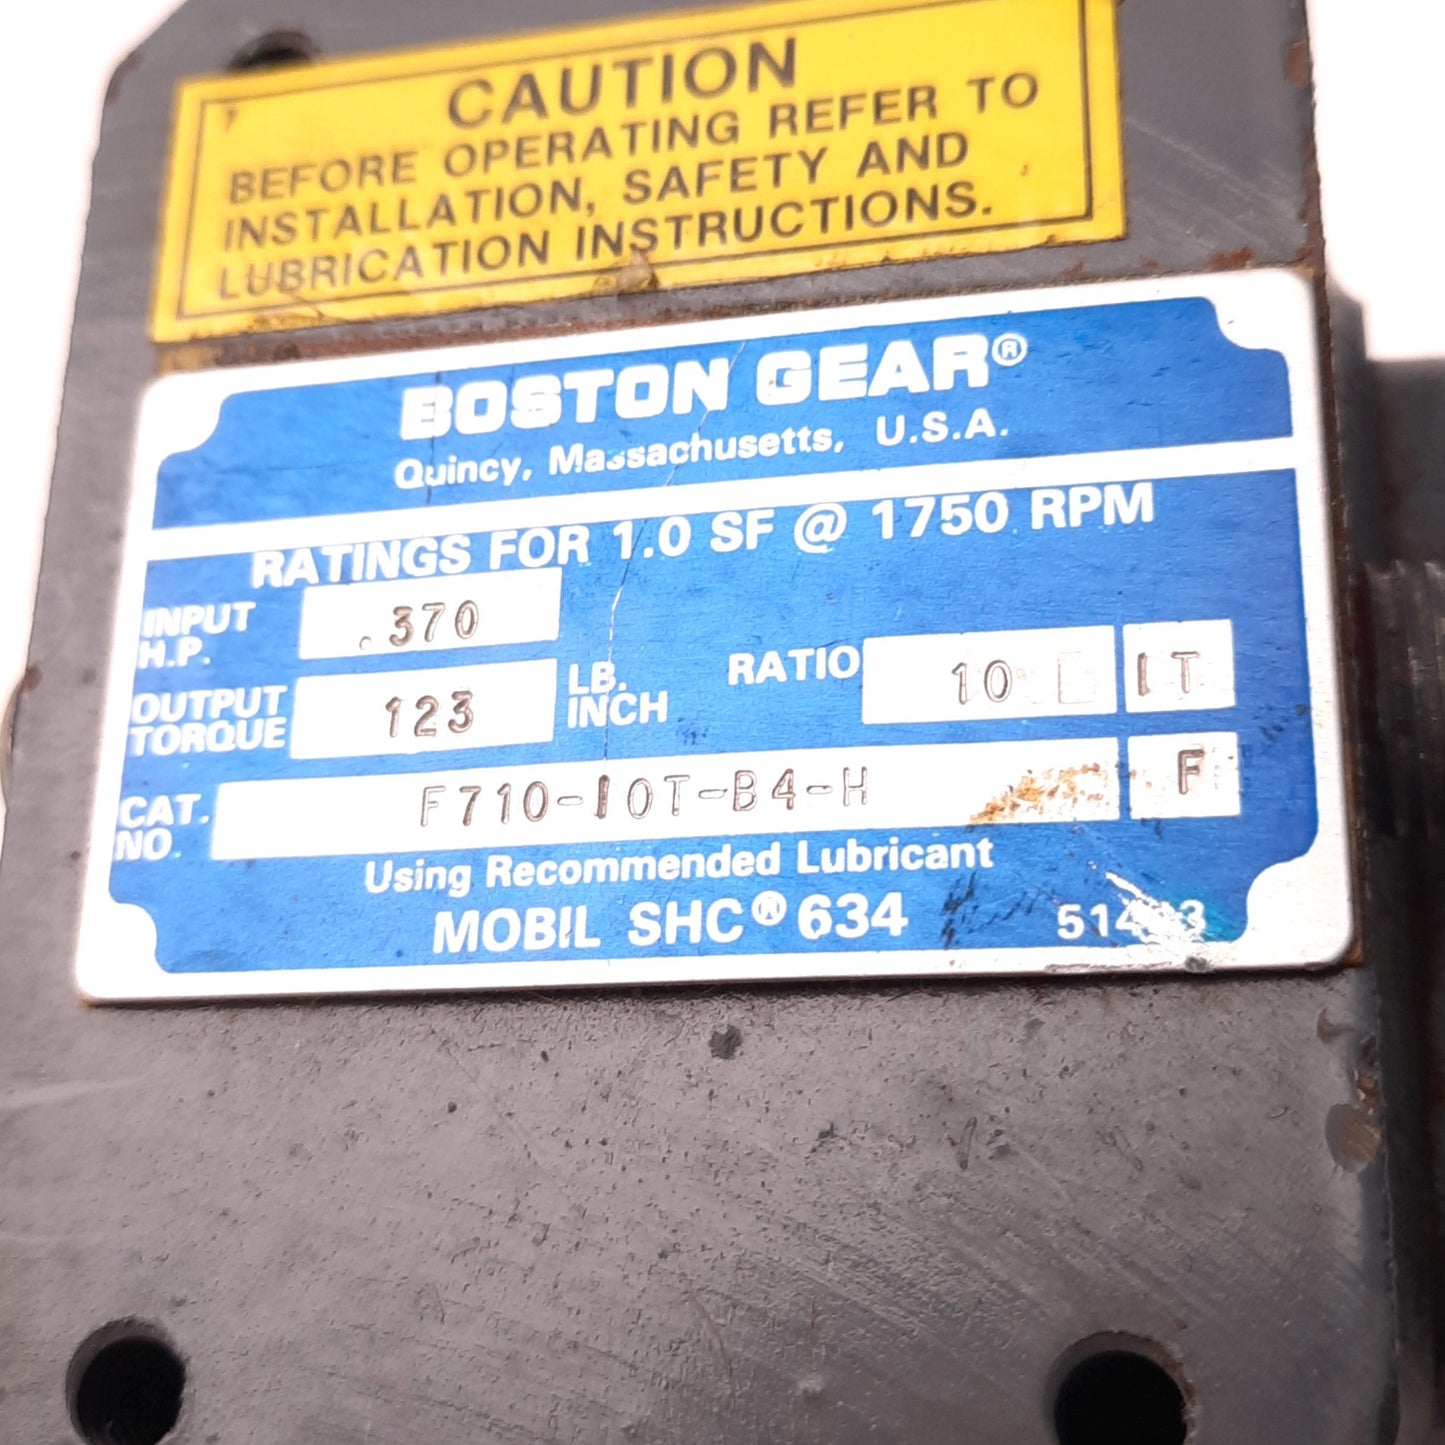 CAUTION
BEFORE OPERATING REFER TO
INSTALLATION, SAFETY AND
LUBRICATION INSTRUCTIONS.
BOSTON GEAR®
Quincy, Massachusetts, U.S.A.
RATINGS FOR 1.0 SF @ 1750 RPM
INPUT H.P. .370
OUTPUT TORQUE 123 LB. INCH
RATIO 10 IT
CAT. NO. F710-10T-B4-H F
Using Recommended Lubricant
MOBIL SHC® 634